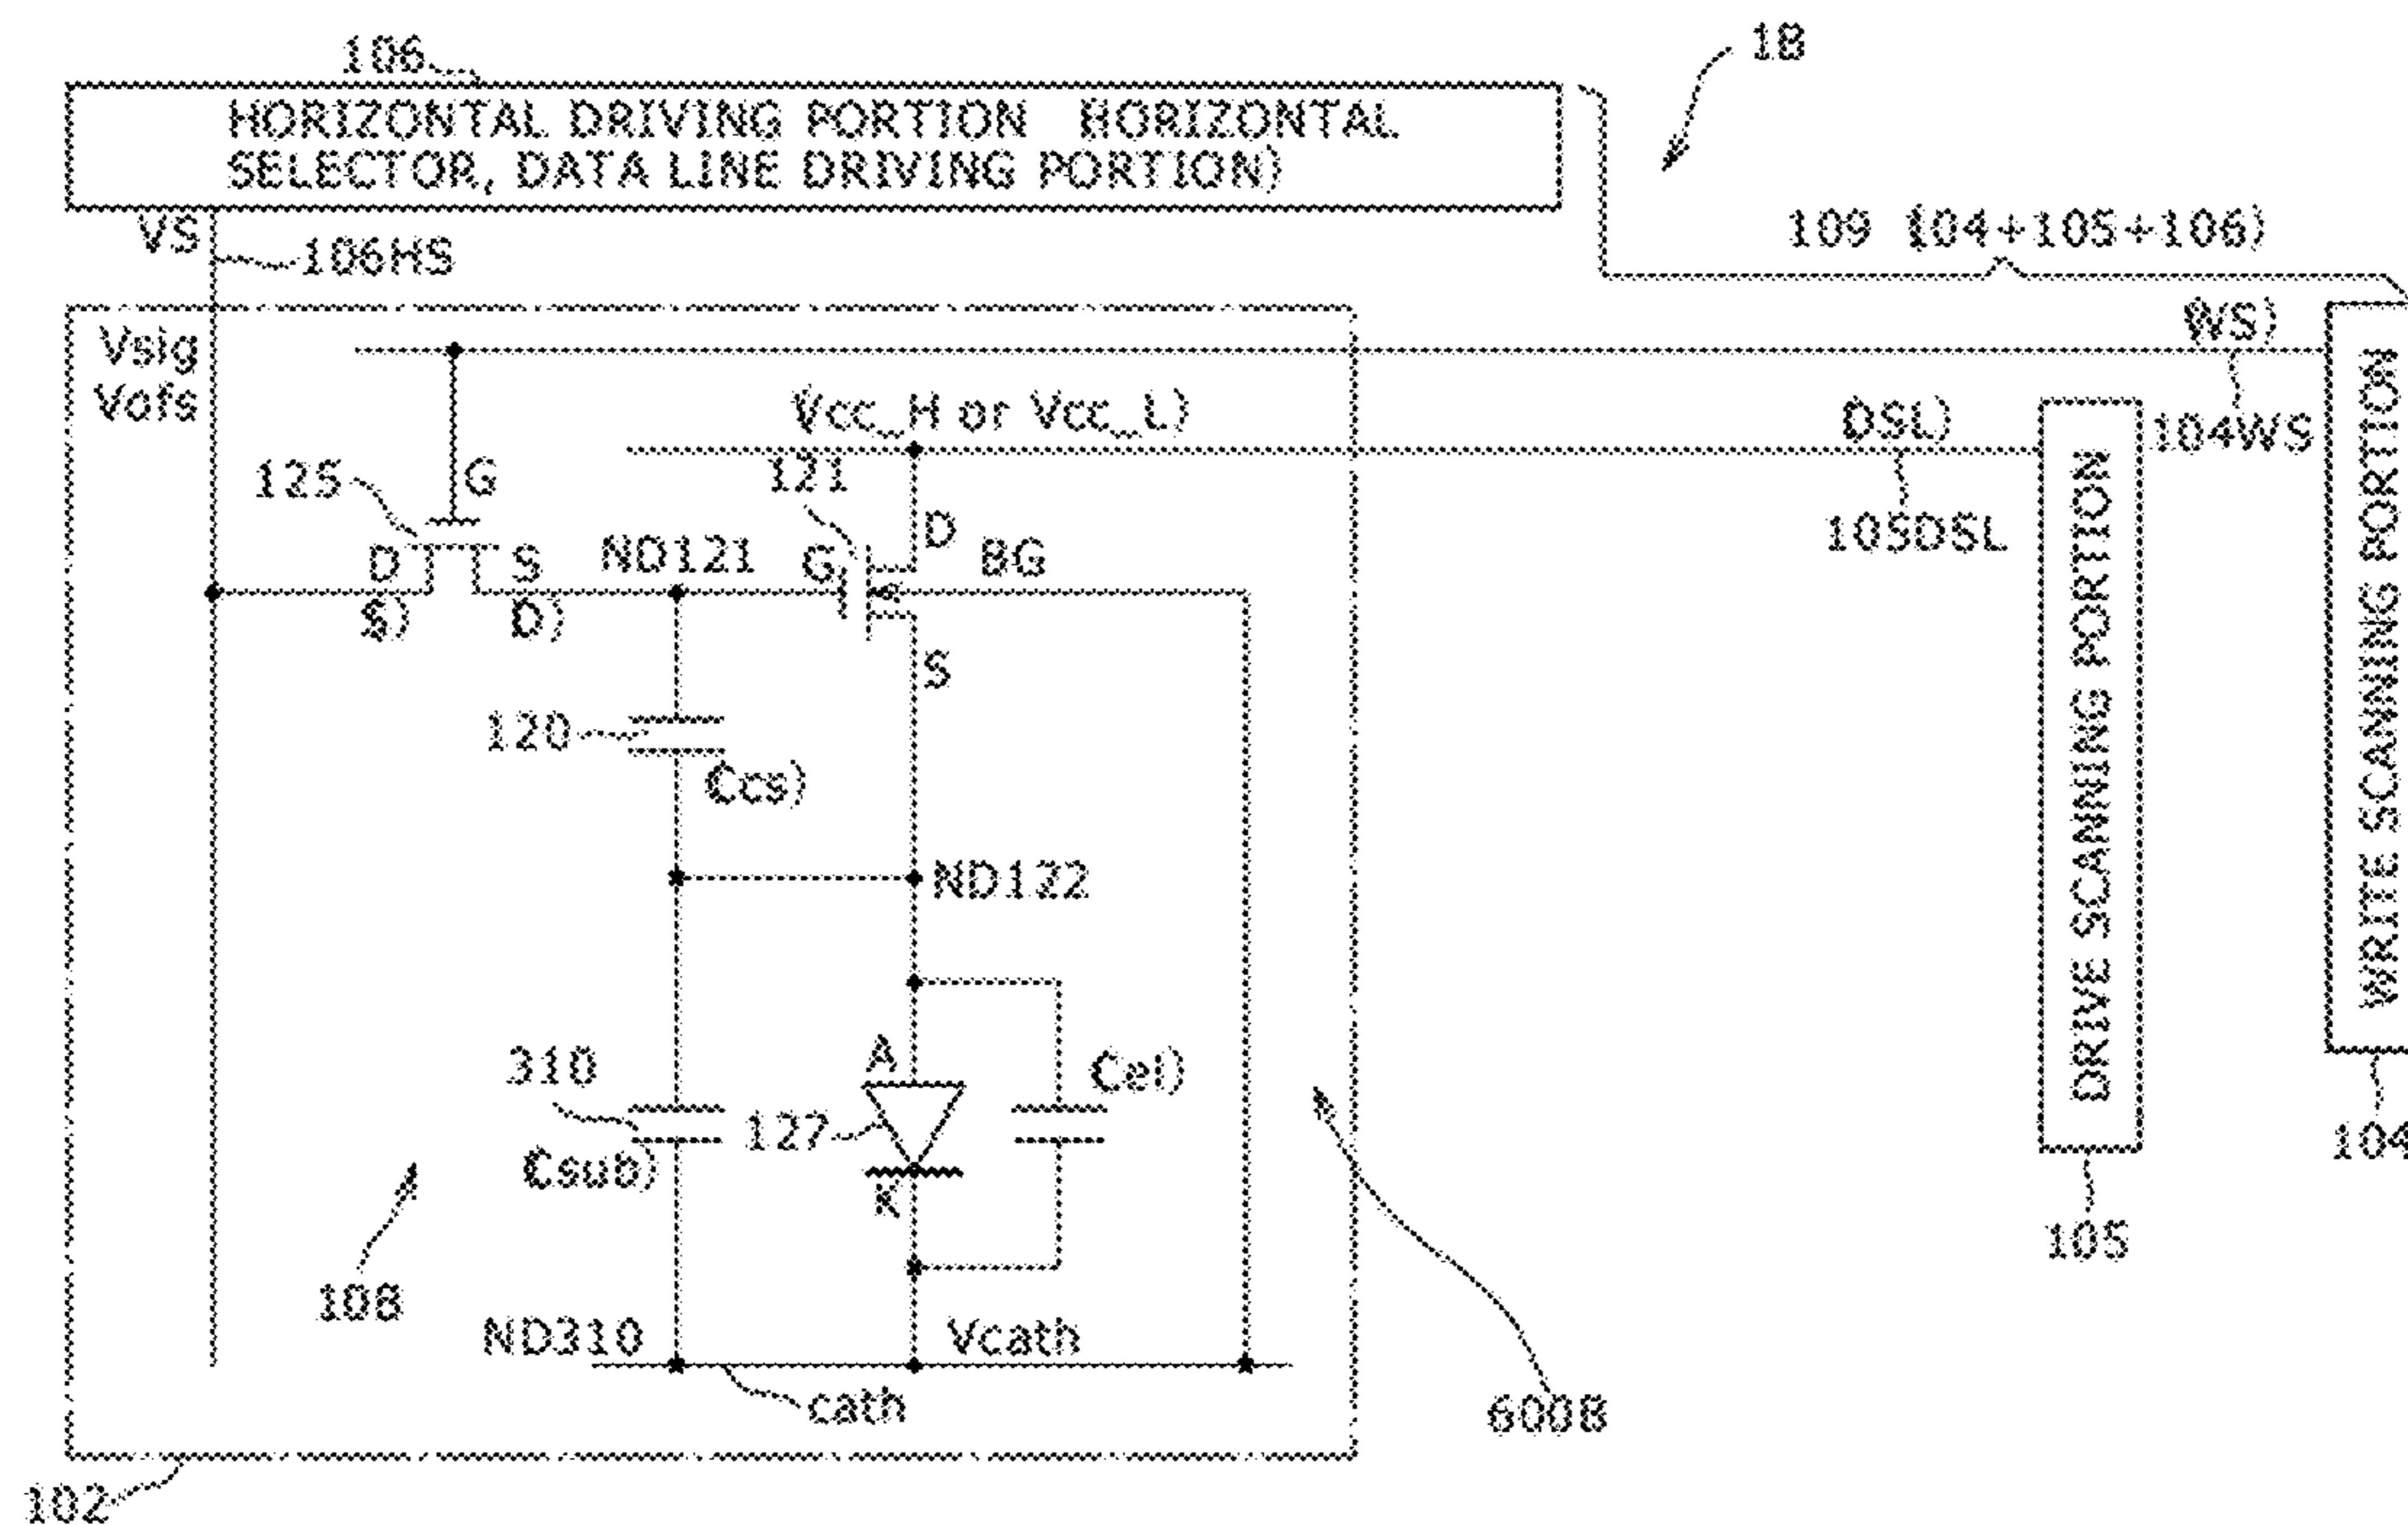 106
18
HORIZONTAL DRIVING PORTION HORIZONTAL
SELECTOR, DATA LINE DRIVING PORTION)
VS
106HS
109 (104+105+106)
Vsig
Vofs
WS)
Vcc_H or Vcc_L)
DSL)
104WS
125
G
121
D
105DSL
D
S
ND121
G
BG
S)
D)
S
120
Ccs)
ND122
DRIVE SCANNING PORTION
WRITE SCANNING PORTION
310
A
Cel)
127
Csub)
K
104
105
108
ND310
Vcath
cath
600B
102